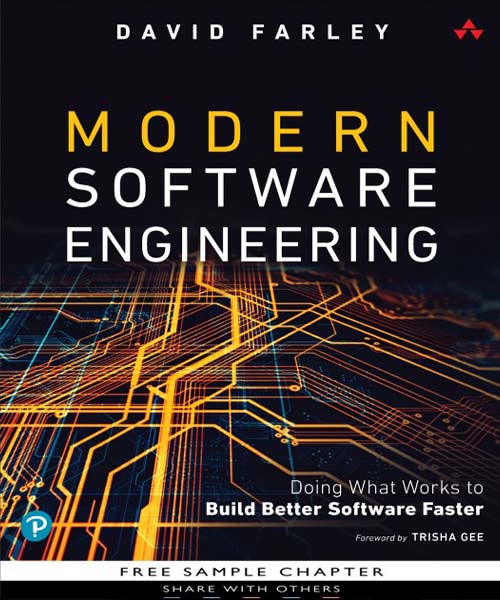 DAVID FARLEY
MODERN
SOFTWARE
ENGINEERING
Doing What Works to
Build Better Software Faster
Foreword by TRISHA GEE
P
FREE SAMPLE CHAPTER
SHARE WITH OTHERS